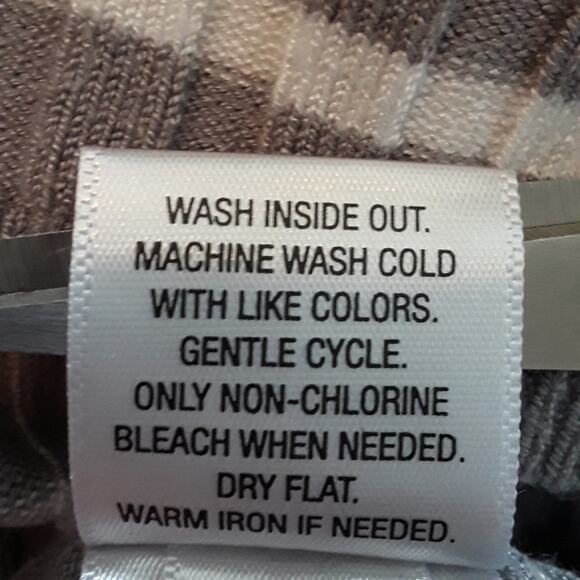 WASH INSIDE OUT.
MACHINE WASH COLD
WITH LIKE COLORS.
GENTLE CYCLE.
ONLY NON-CHLORINE
BLEACH WHEN NEEDED.
DRY FLAT.
WARM IRON IF NEEDED.